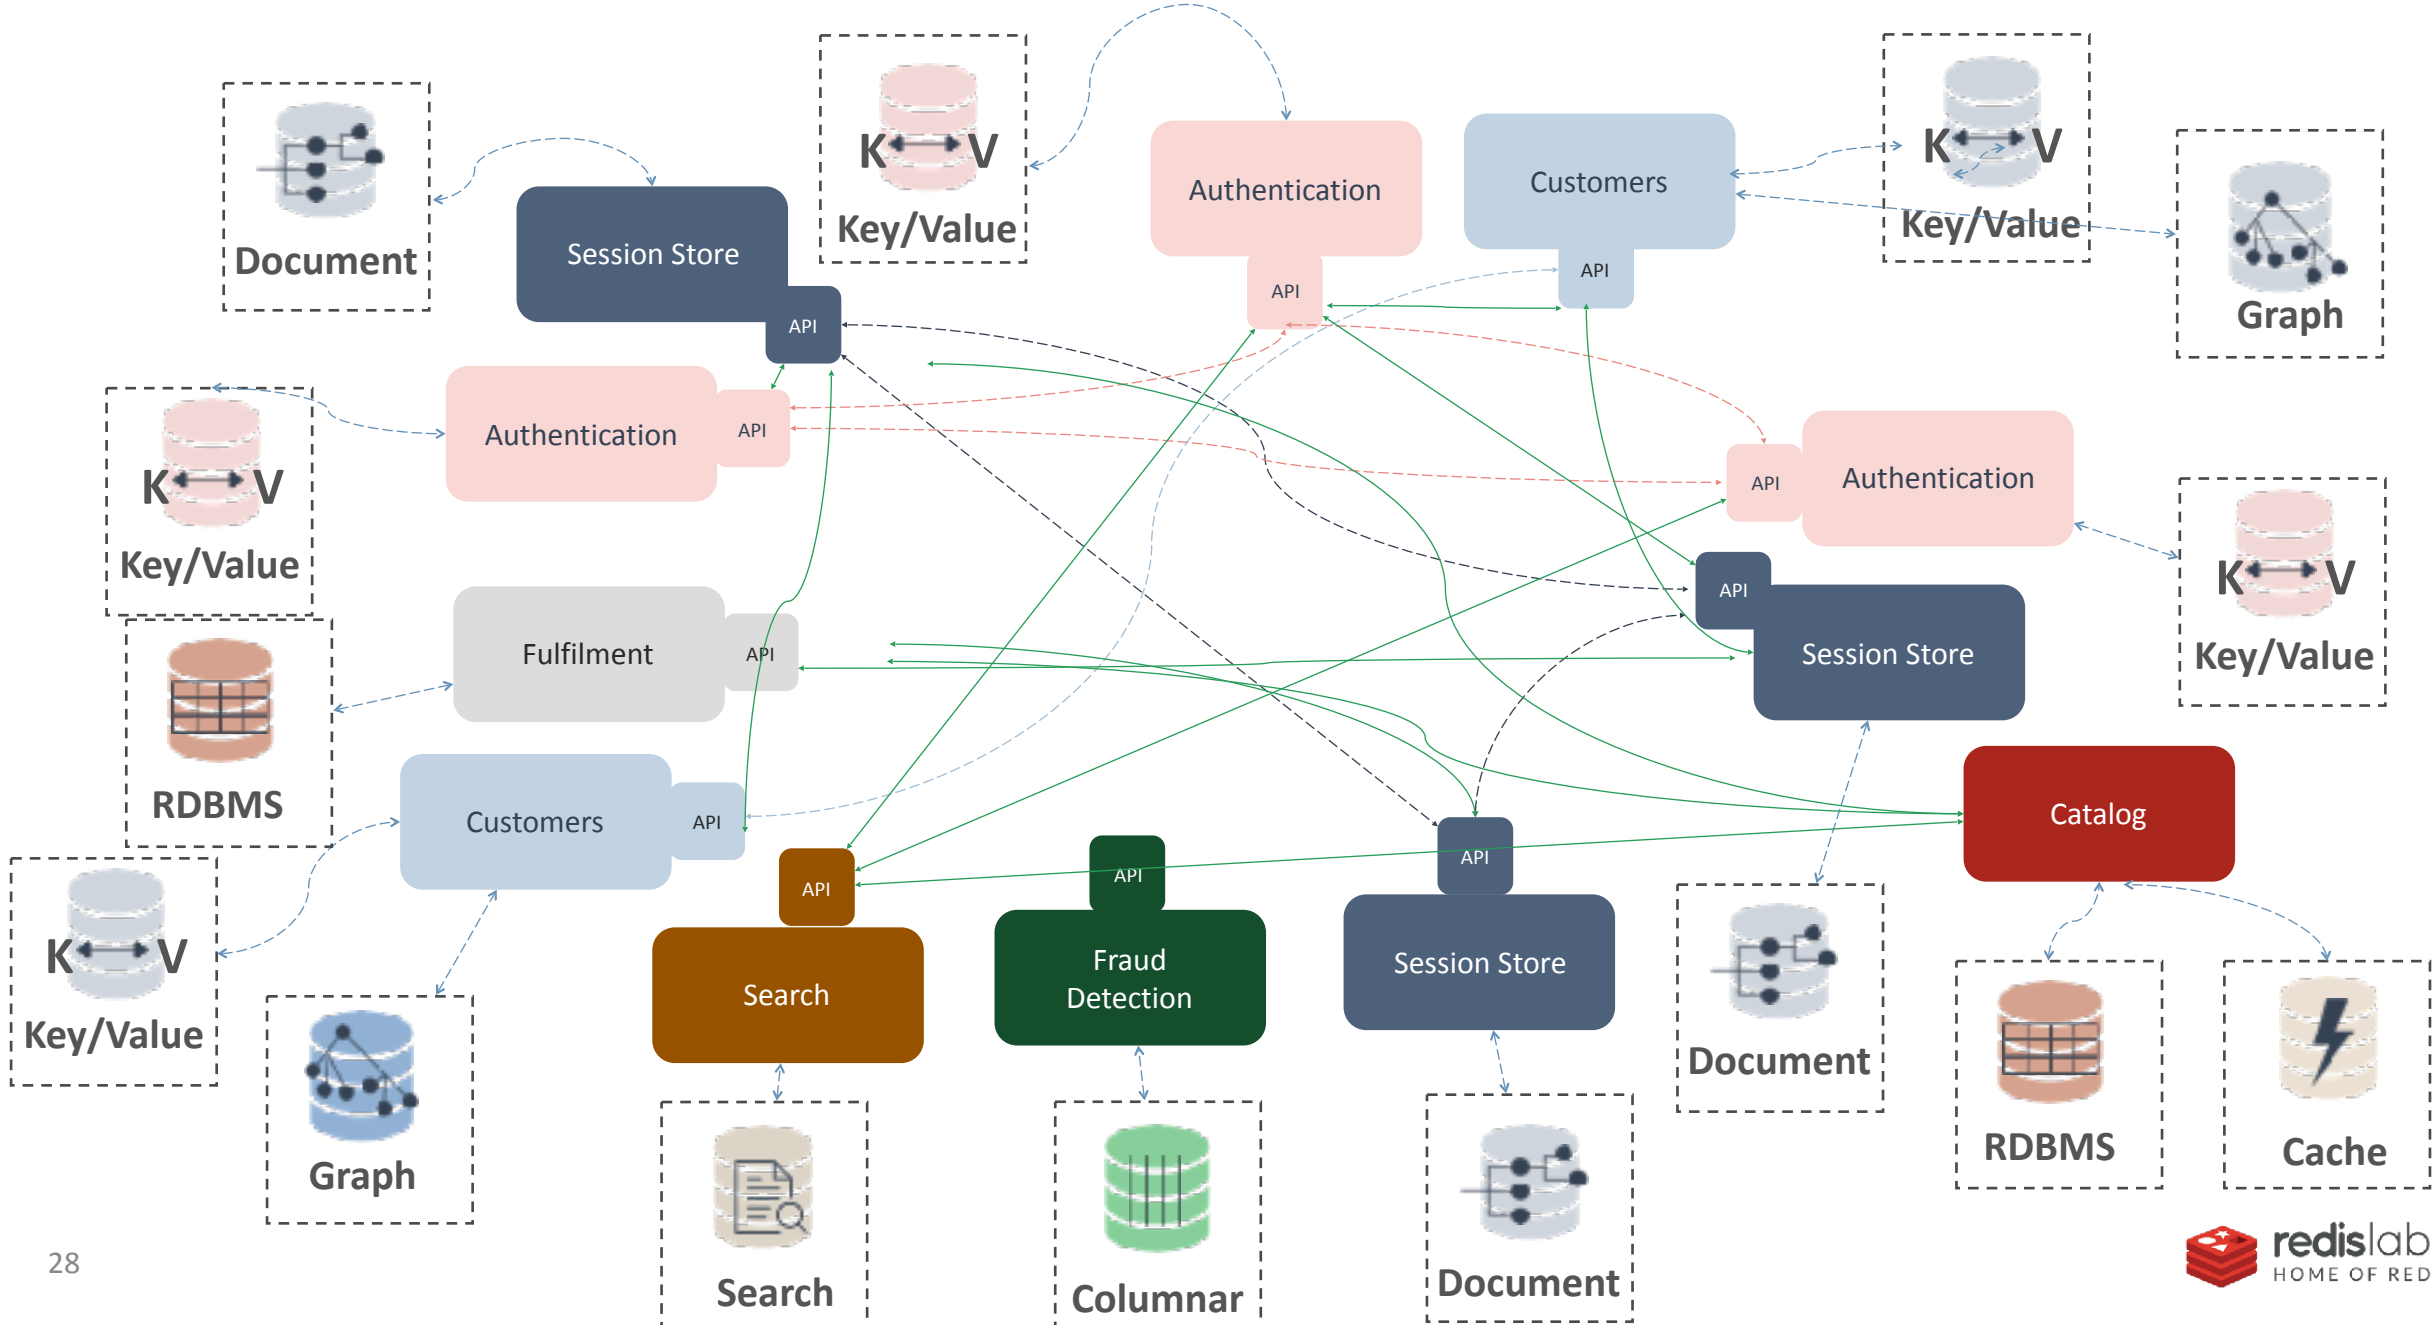 K V
Key/Value
Document
Session Store
API
Authentication
API
Customers
API
K V
Key/Value
Graph
K V
Key/Value
Authentication
API
API
Authentication
K V
Key/Value
RDBMS
Fulfilment
API
API
Session Store
Customers
API
Catalog
K V
Key/Value
Graph
API
Search
API
Fraud
Detection
API
Session Store
Document
RDBMS
Cache
Search
Columnar
Document
28
redislab
HOME OF RED